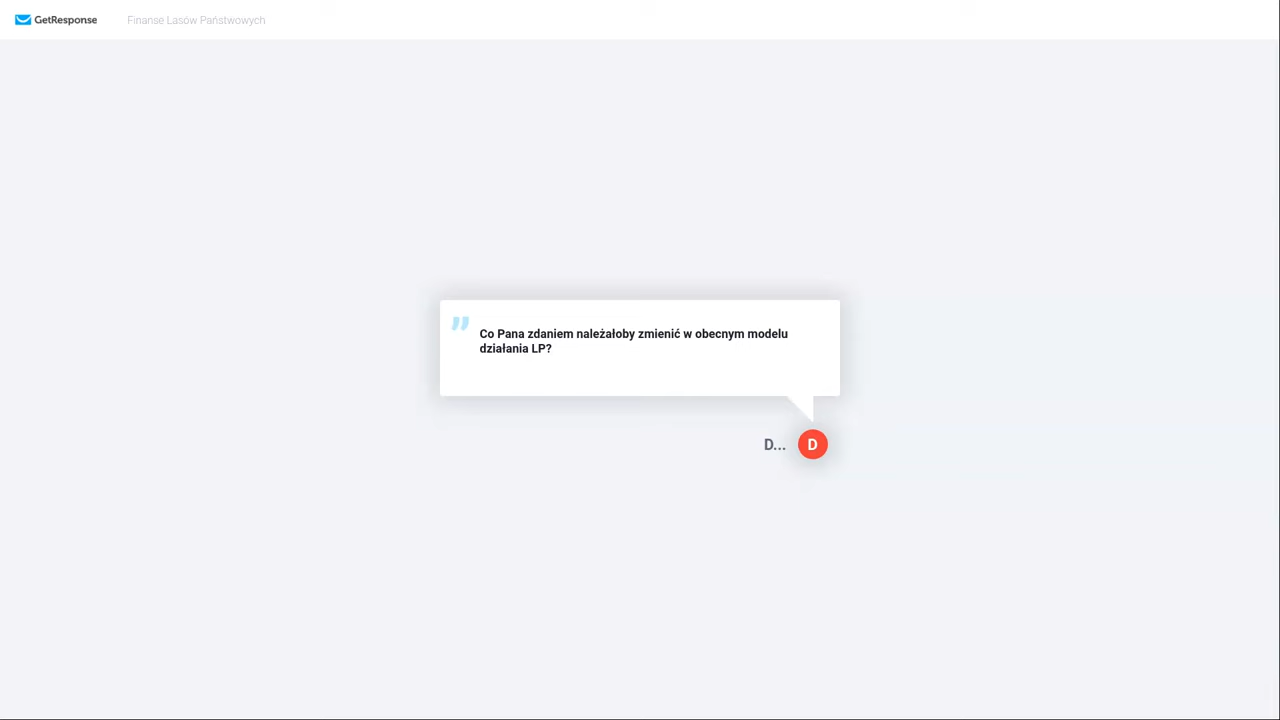 GetResponse
Finanse Lasów Państwowych
Co Pana zdaniem należałoby zmienić w obecnym modelu
działania LP?
D...
D